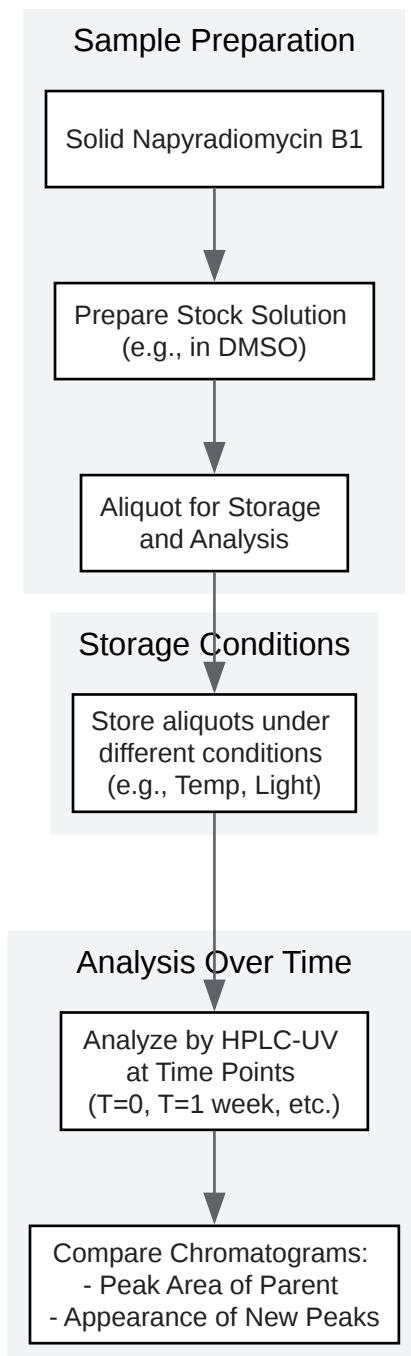 Sample Preparation
Solid Napyradiomycin B1
Prepare Stock Solution
(e.g., in DMSO)
Aliquot for Storage
and Analysis
Storage Conditions
Store aliquots under
different conditions
(e.g., Temp, Light)
Analysis Over Time
Analyze by HPLC-UV
at Time Points
(T=0, T=1 week, etc.)
Compare Chromatograms:
- Peak Area of Parent
- Appearance of New Peaks